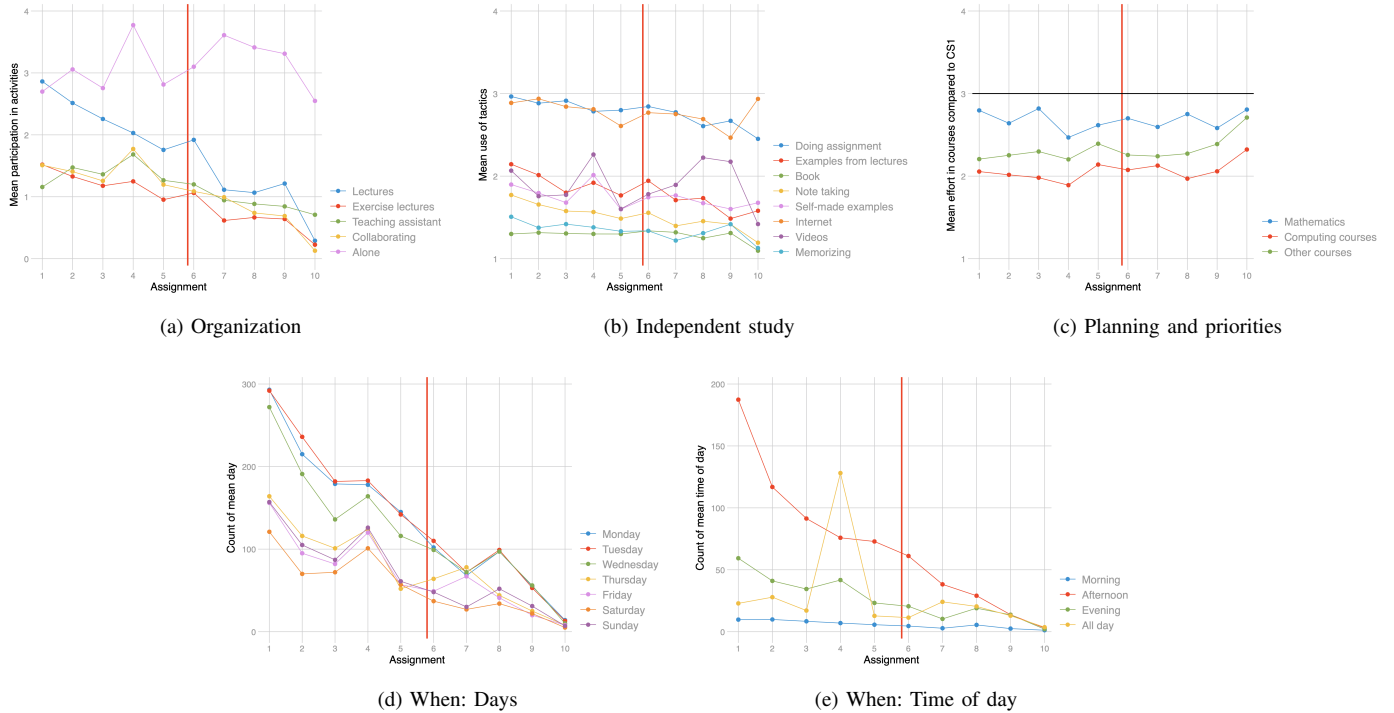 4
3
2
1
0
Mean participation in activities
1 2 3 4 5 6 7 8 9 10
Assignment
Lectures
Exercise lectures
Teaching assistant
Collaborating
Alone
(a) Organization
4
3
2
1
Mean use of tactics
1 2 3 4 5 6 7 8 9 10
Assignment
Doing assignment
Examples from lectures
Book
Note taking
Self-made examples
Internet
Videos
Memorizing
(b) Independent study
4
3
2
1
Mean effort in courses compared to CS1
1 2 3 4 5 6 7 8 9 10
Assignment
Mathematics
Computing courses
Other courses
(c) Planning and priorities
300
200
100
0
Count of mean day
1 2 3 4 5 6 7 8 9 10
Assignment
Monday
Tuesday
Wednesday
Thursday
Friday
Saturday
Sunday
(d) When: Days
200
150
100
50
0
Count of mean time of day
1 2 3 4 5 6 7 8 9 10
Assignment
Morning
Afternoon
Evening
All day
(e) When: Time of day